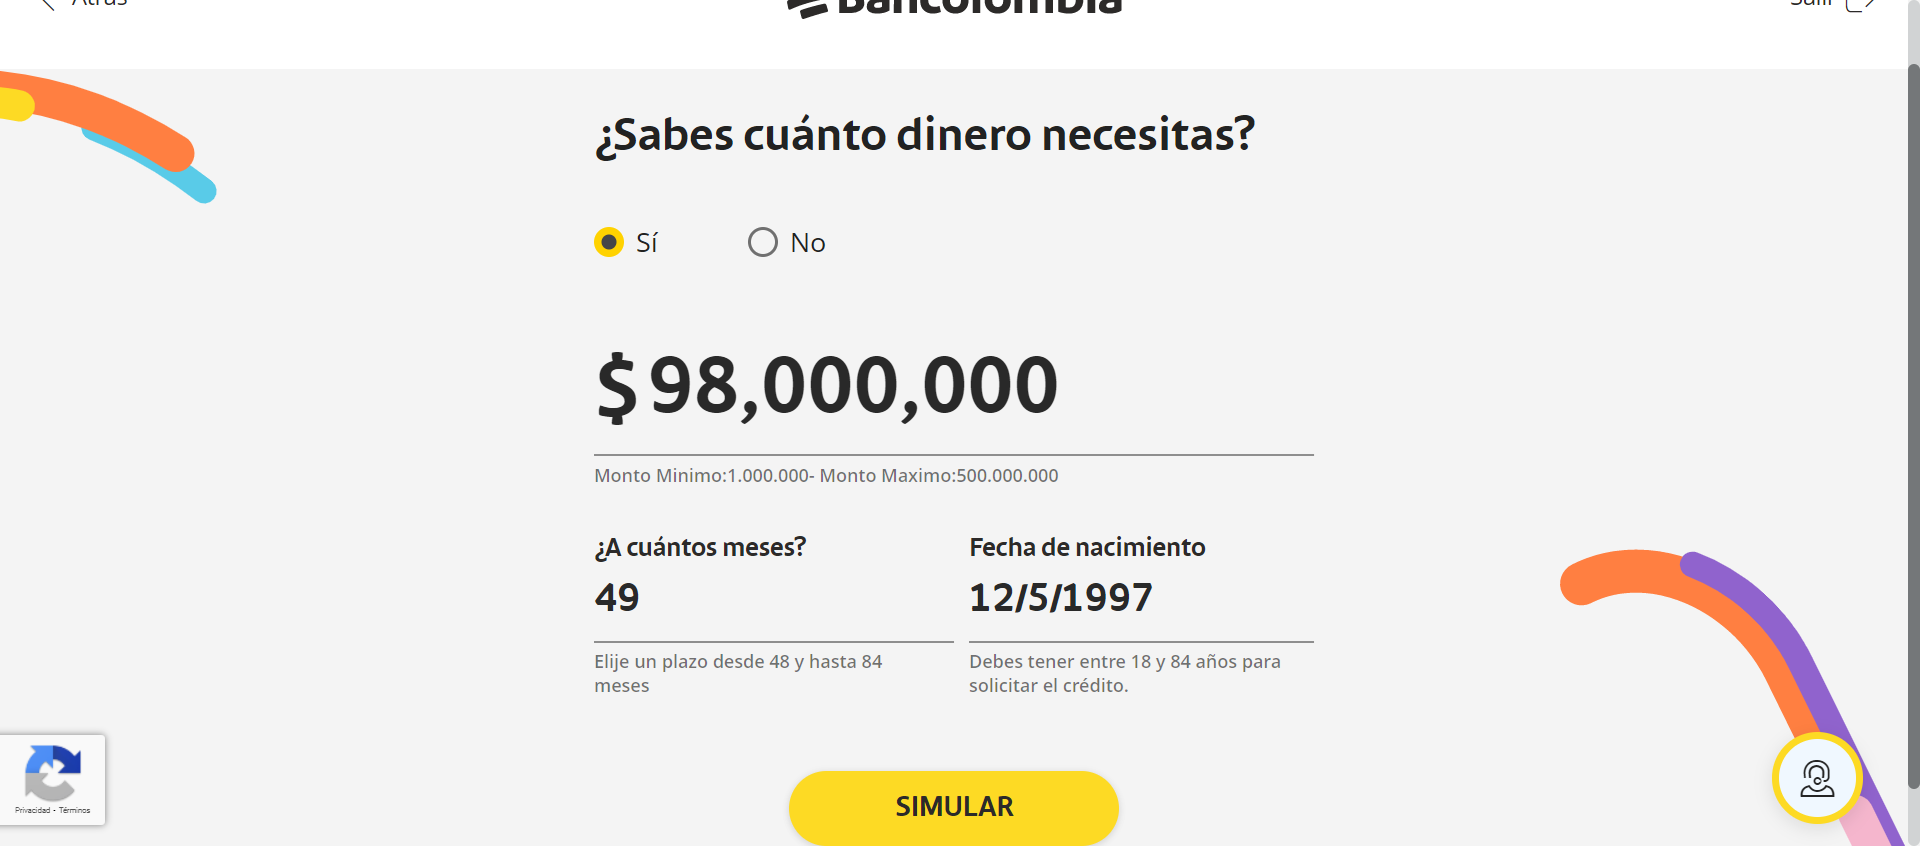 Atrás
Bancolombia
Salir
¿Sabes cuánto dinero necesitas?
Sí
No
$98,000,000
Monto Minimo:1.000.000- Monto Maximo:500.000.000
¿A cuántos meses?
49
Elije un plazo desde 48 y hasta 84
meses
Fecha de nacimiento
12/5/1997
Debes tener entre 18 y 84 años para
solicitar el crédito.
Privacidad - Términos
SIMULAR